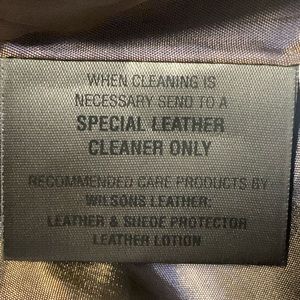 WHEN CLEANING IS
NECESSARY SEND TO A
SPECIAL LEATHER
CLEANER ONLY
RECOMMENDED CARE PRODUCTS BY
WILSONS LEATHER:
LEATHER & SUEDE PROTECTOR
LEATHER LOTION